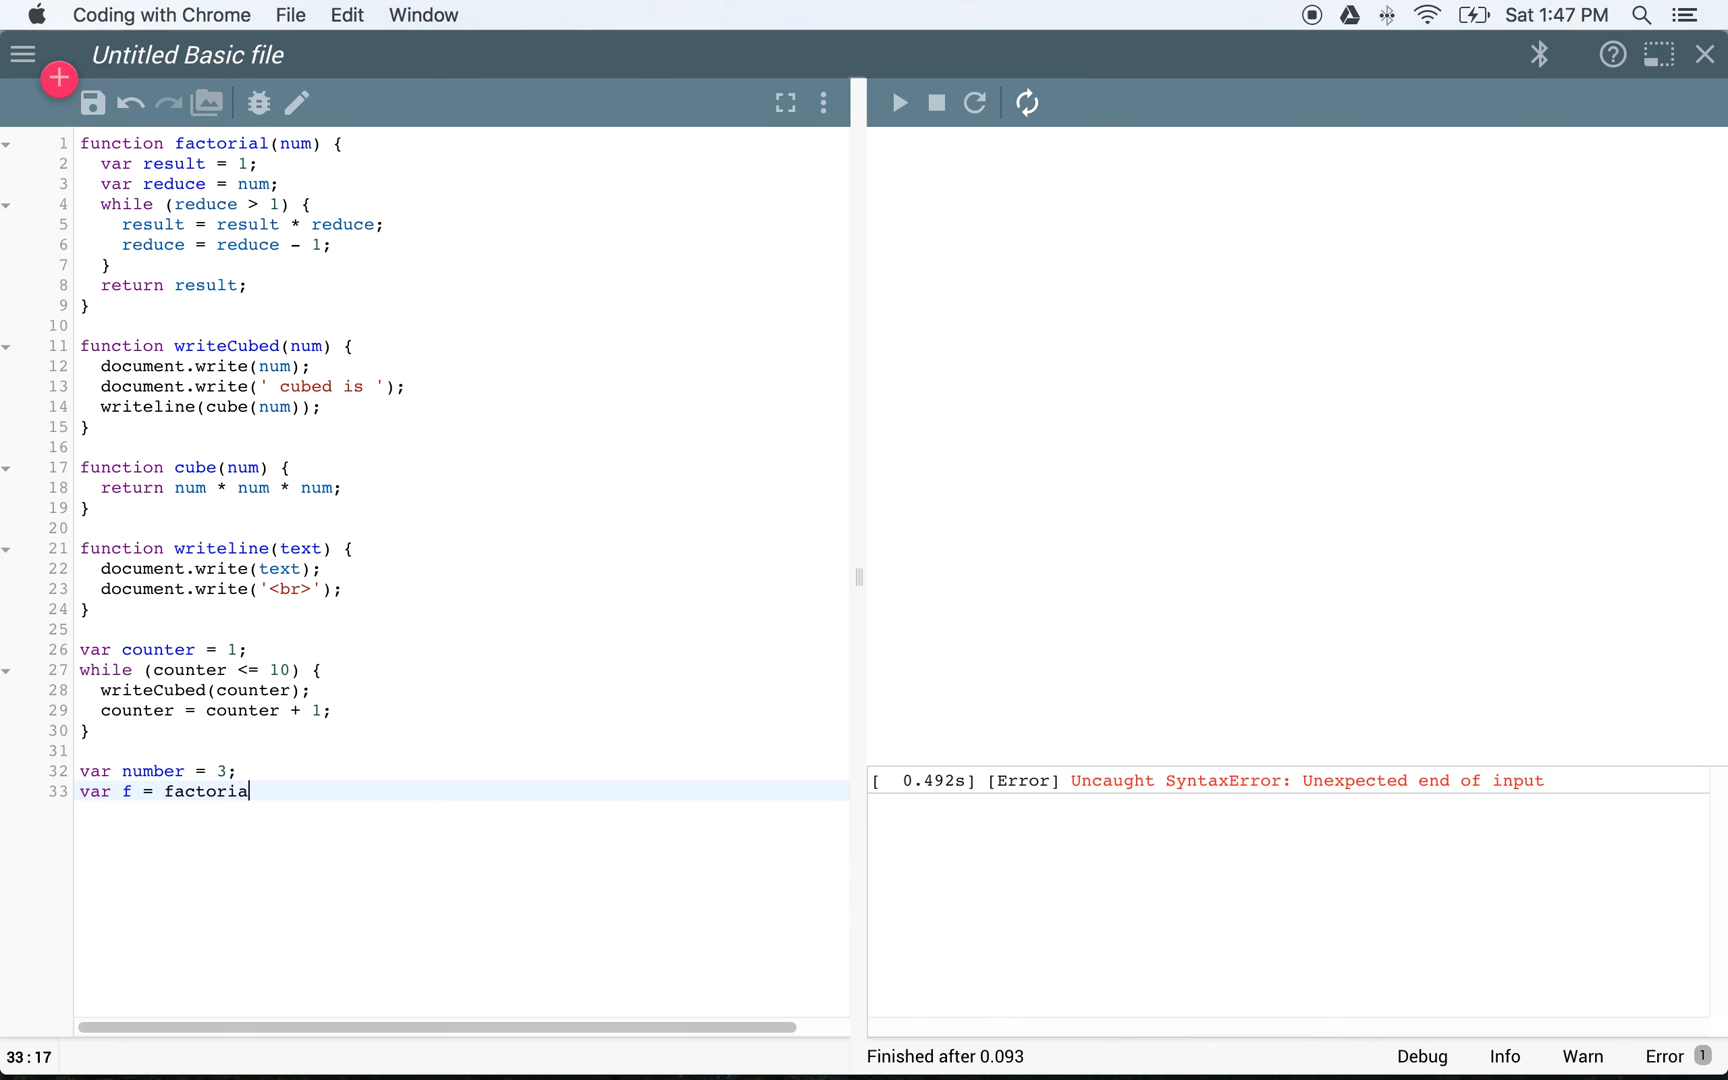 Coding with Chrome File Edit Window Sat 1:47 PM
Untitled Basic file
1 function factorial(num) {
2 var result = 1;
3 var reduce = num;
4 while (reduce > 1) {
5 result = result * reduce;
6 reduce = reduce - 1;
7 }
8 return result;
9 }
10
11 function writeCubed(num) {
12 document.write(num);
13 document.write(' cubed is ');
14 writeline(cube(num));
15 }
16
17 function cube(num) {
18 return num * num * num;
19 }
20
21 function writeline(text) {
22 document.write(text);
23 document.write('<br>');
24 }
25
26 var counter = 1;
27 while (counter <= 10) {
28 writeCubed(counter);
29 counter = counter + 1;
30 }
31
32 var number = 3;
33 var f = factoria
[ 0.492s] [Error] Uncaught SyntaxError: Unexpected end of input
33:17
Finished after 0.093 Debug Info Warn Error 1